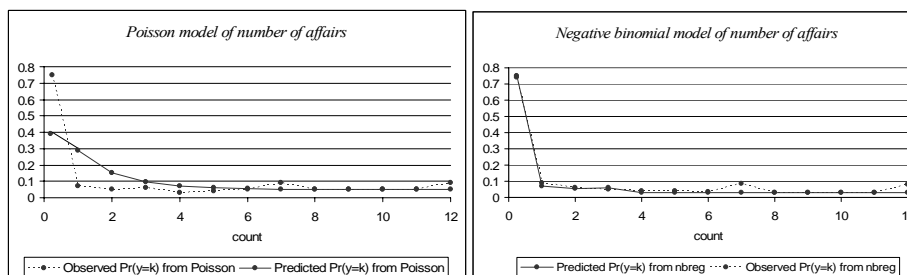 Poisson model of number of affairs
0.8
0.7
0.6
0.5
0.4
0.3
0.2
0.1
0
0 2 4 6 8 10 12
count
Observed Pr(y=k) from Poisson Predicted Pr(y=k) from Poisson
Negative binomial model of number of affairs
0.8
0.7
0.6
0.5
0.4
0.3
0.2
0.1
0
0 2 4 6 8 10
count
Predicted Pr(y=k) from nbreg Observed Pr(y=k) from nbreg